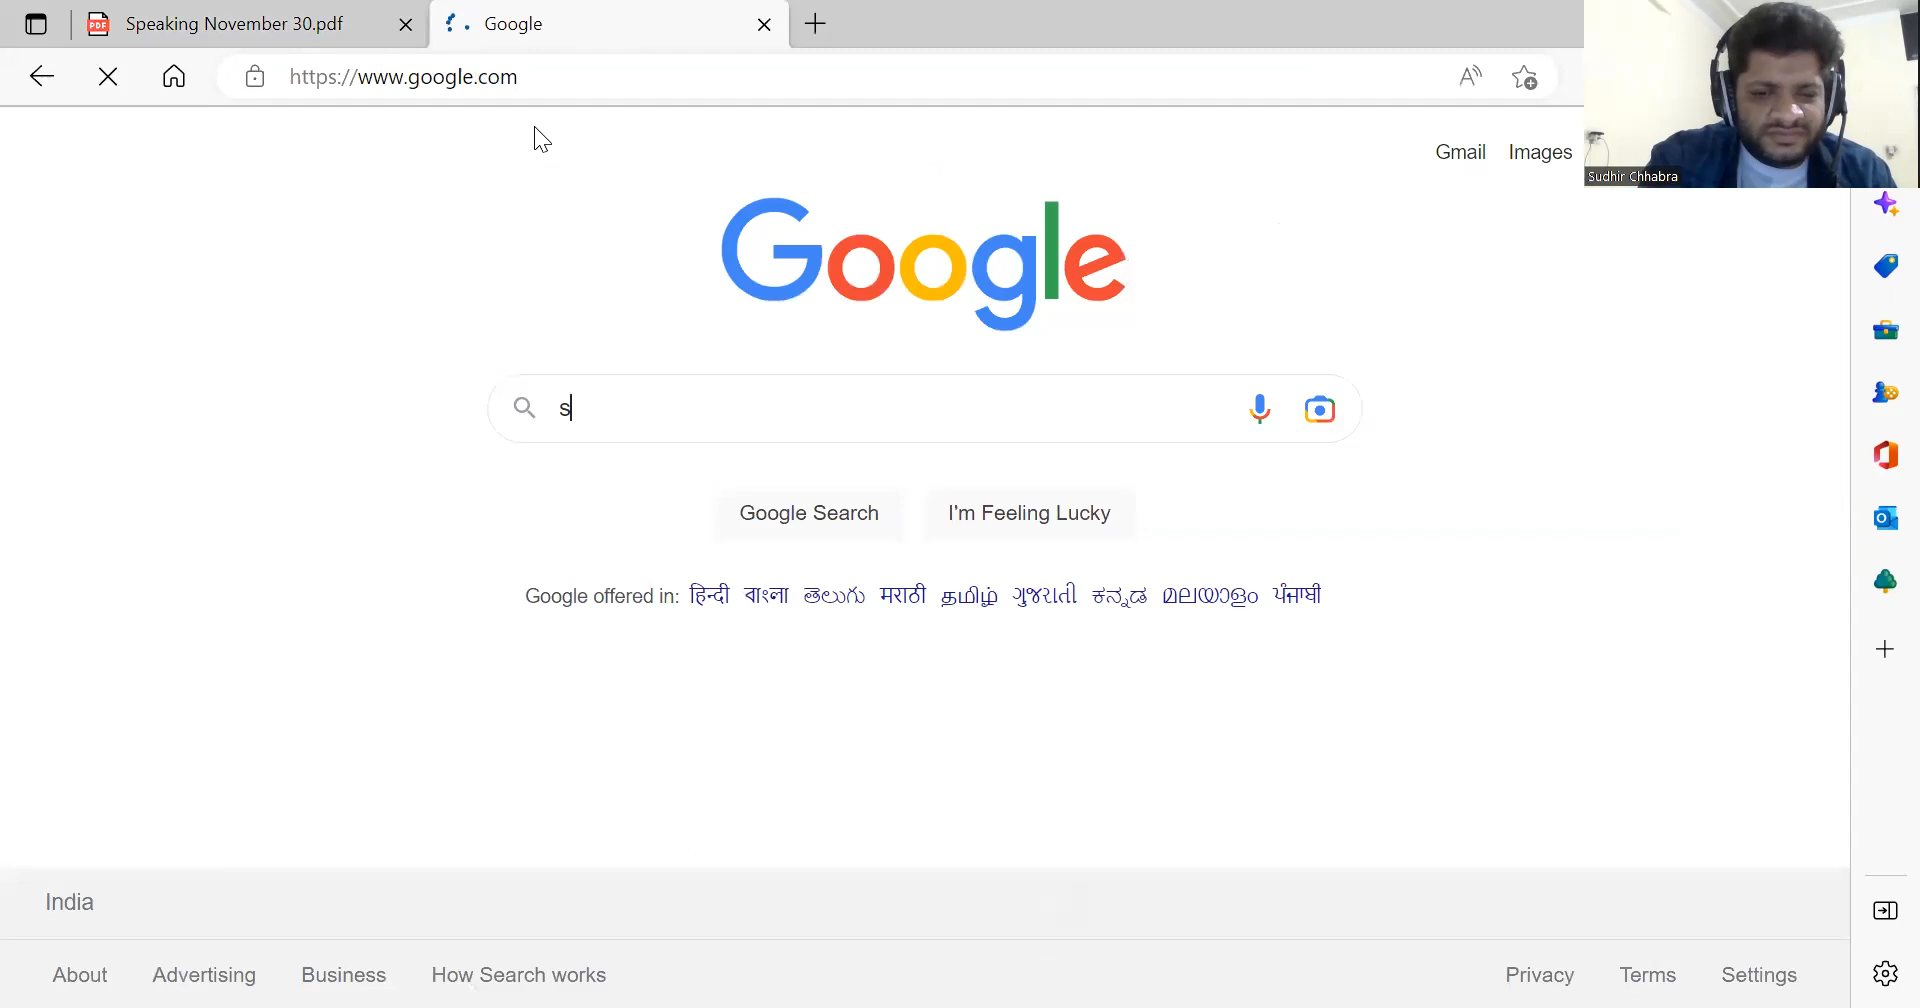 Speaking November 30.pdf
Google
https://www.google.com
Gmail Images
Sudhir Chhabra
Google
s
Google Search I'm Feeling Lucky
Google offered in: हिन्दी বাংলা తెలుగు मराठी தமிழ் ગુજરાતી ಕನ್ನಡ മലയാളം ਪੰਜਾਬੀ
India
About Advertising Business How Search works Privacy Terms Settings